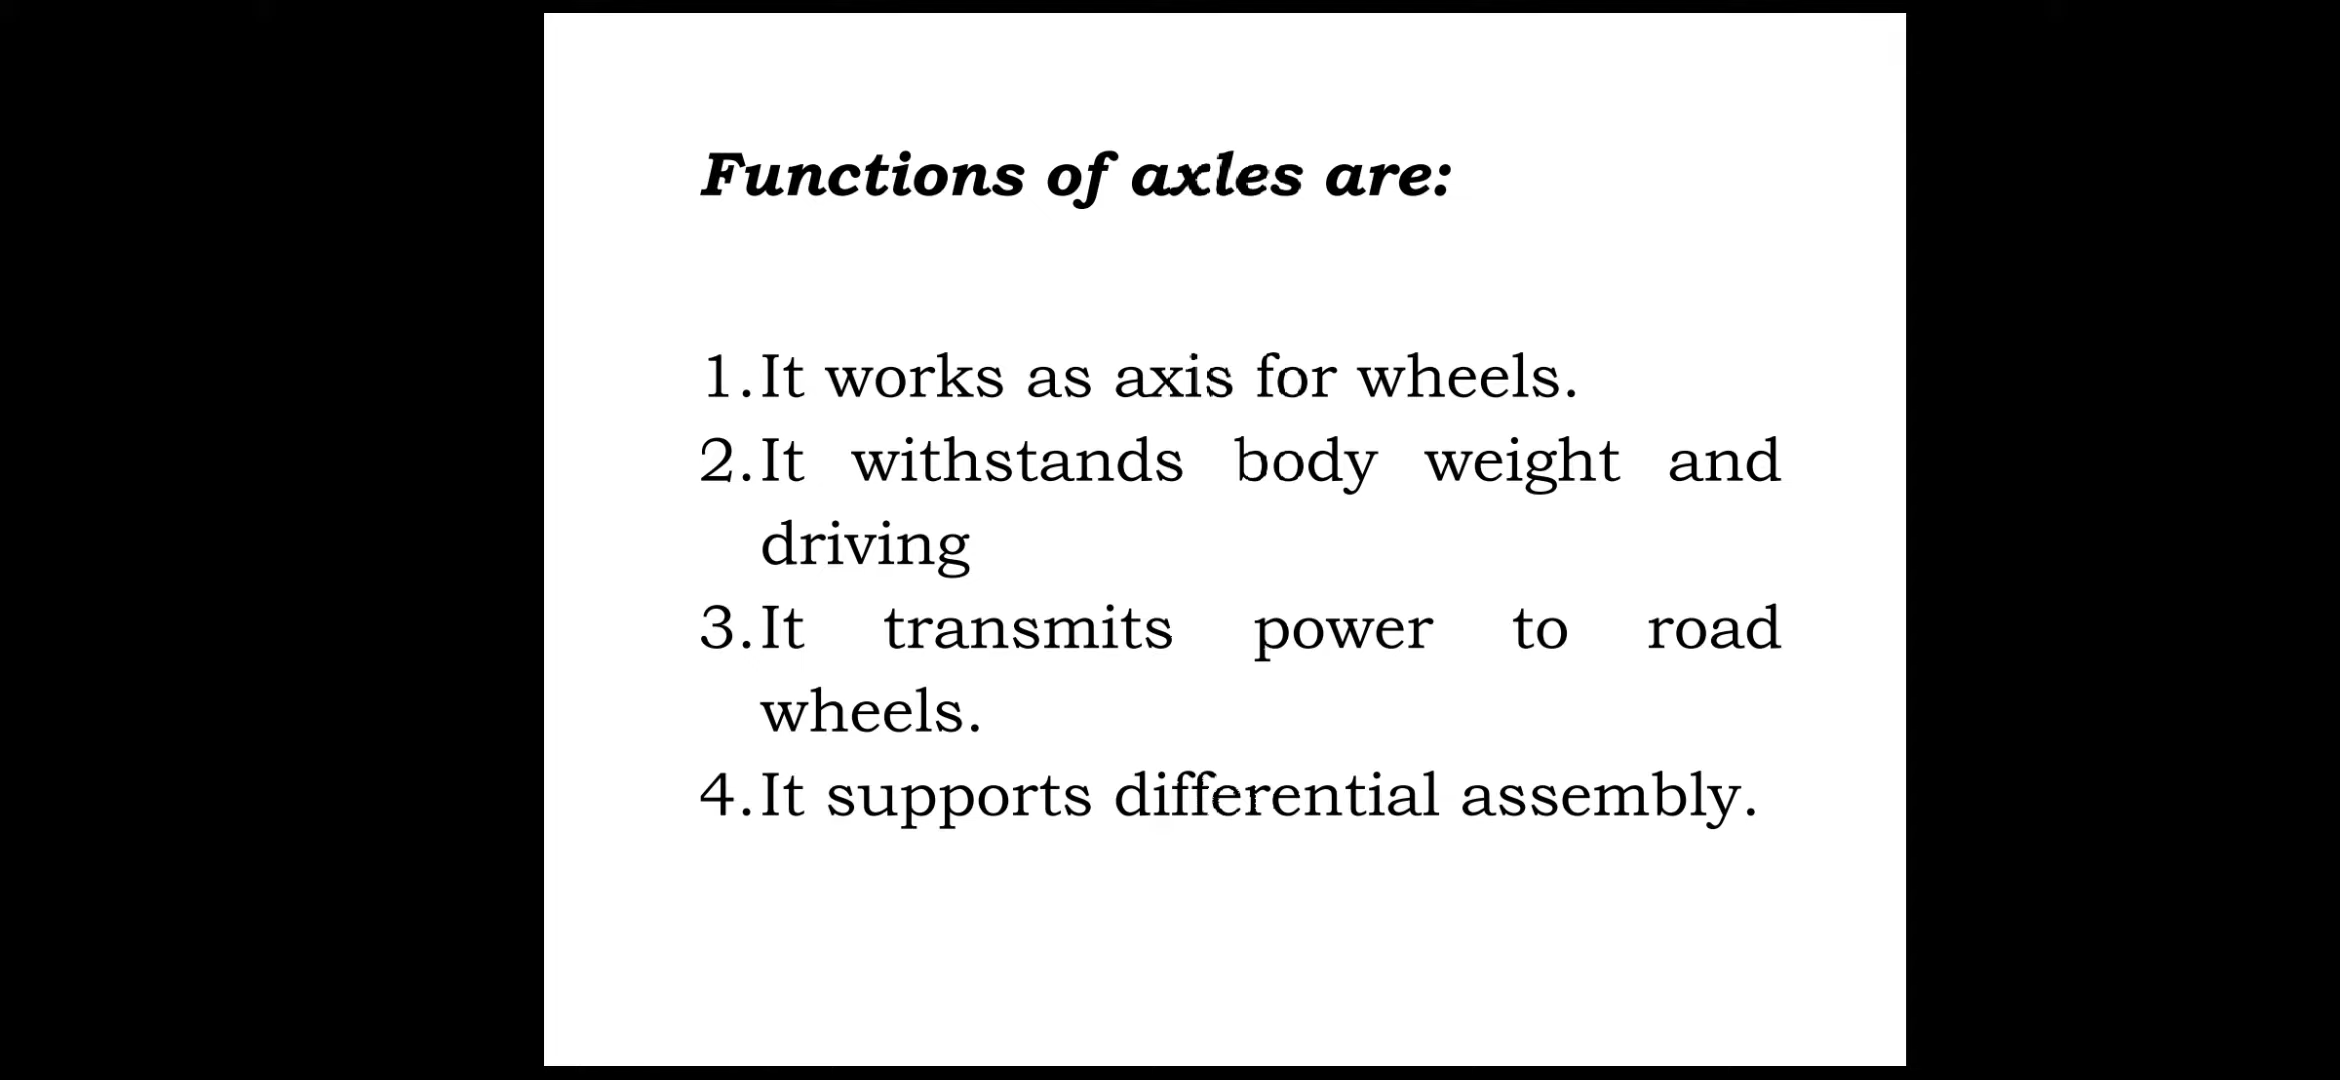 Functions of axles are:
1.It works as axis for wheels.
2.It withstands body weight and
driving
3.It transmits power to road
wheels.
4.It supports differential assembly.